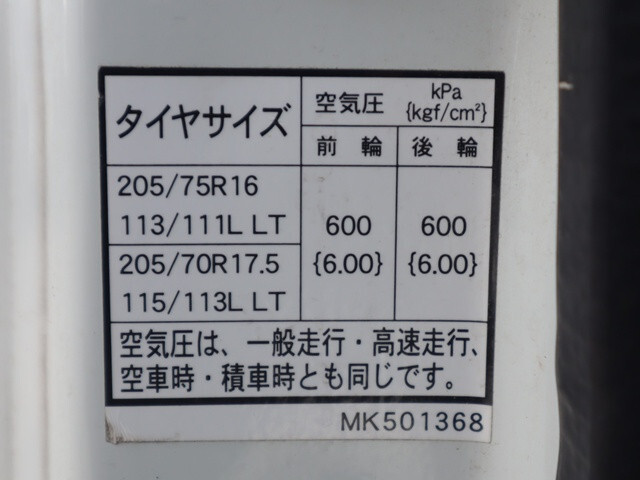 タイヤサイズ
空気圧 kPa
{kgf/cm²}
前輪 後輪
205/75R16
113/111L LT
205/70R17.5
115/113L LT
600 600
{6.00} {6.00}
空気圧は、一般走行・高速走行、
空車時・積車時とも同じです。
MK501368